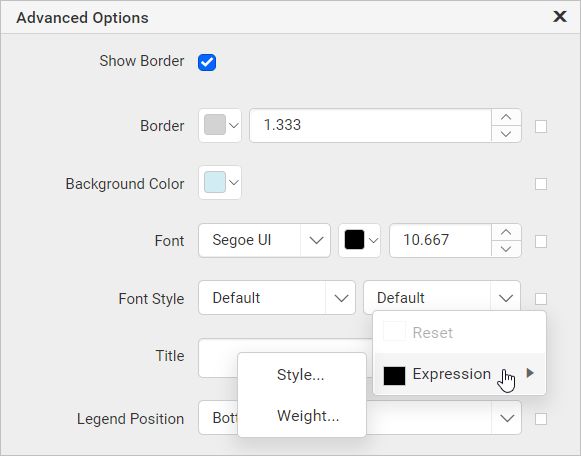 Advanced Options
Show Border
Border 1.333
Background Color
Font Segoe UI 10.667
Font Style Default Default
Reset
Title
Expression
Style...
Weight...
Legend Position Bott